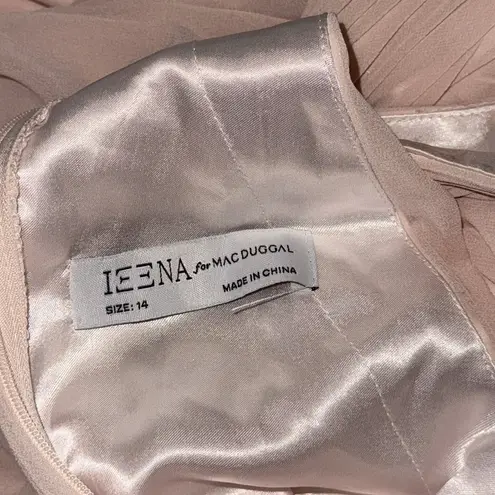 IEENA for MAC DUGGAL
SIZE: 14
MADE IN CHINA